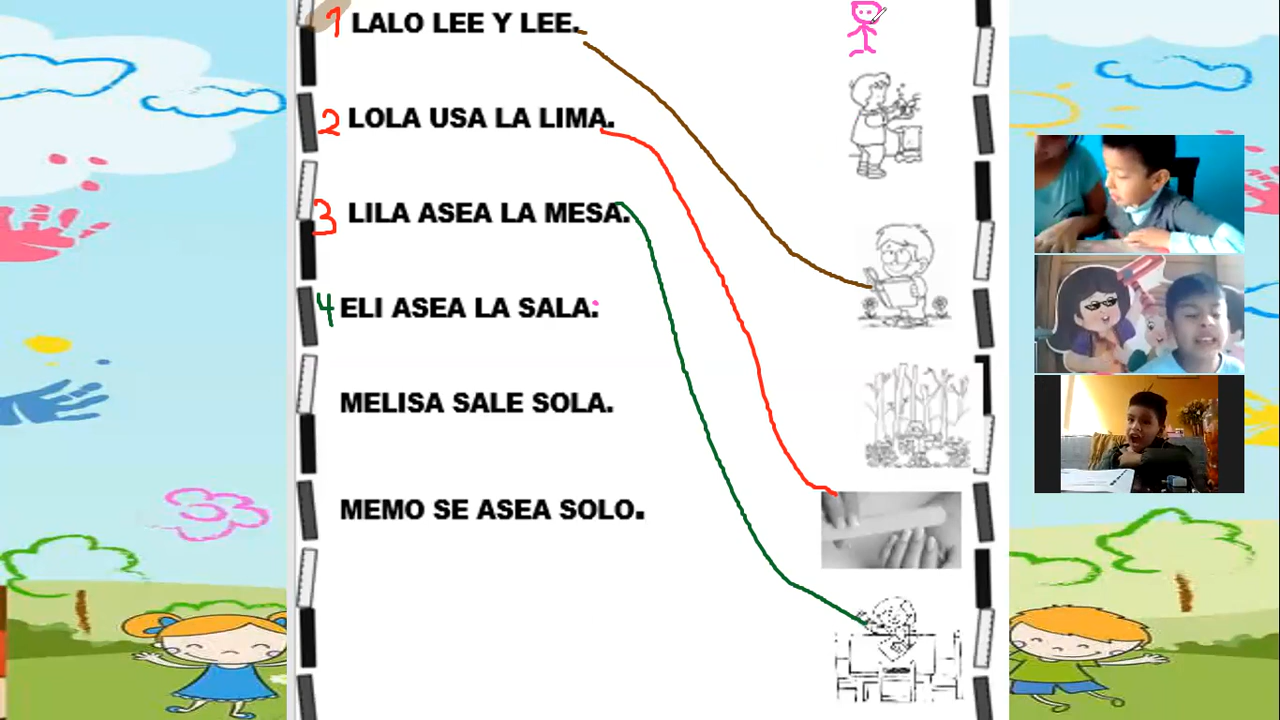 1 LALO LEE Y LEE.
2 LOLA USA LA LIMA.
3 LILA ASEA LA MESA.
4 ELI ASEA LA SALA.
MELISA SALE SOLA.
MEMO SE ASEA SOLO.